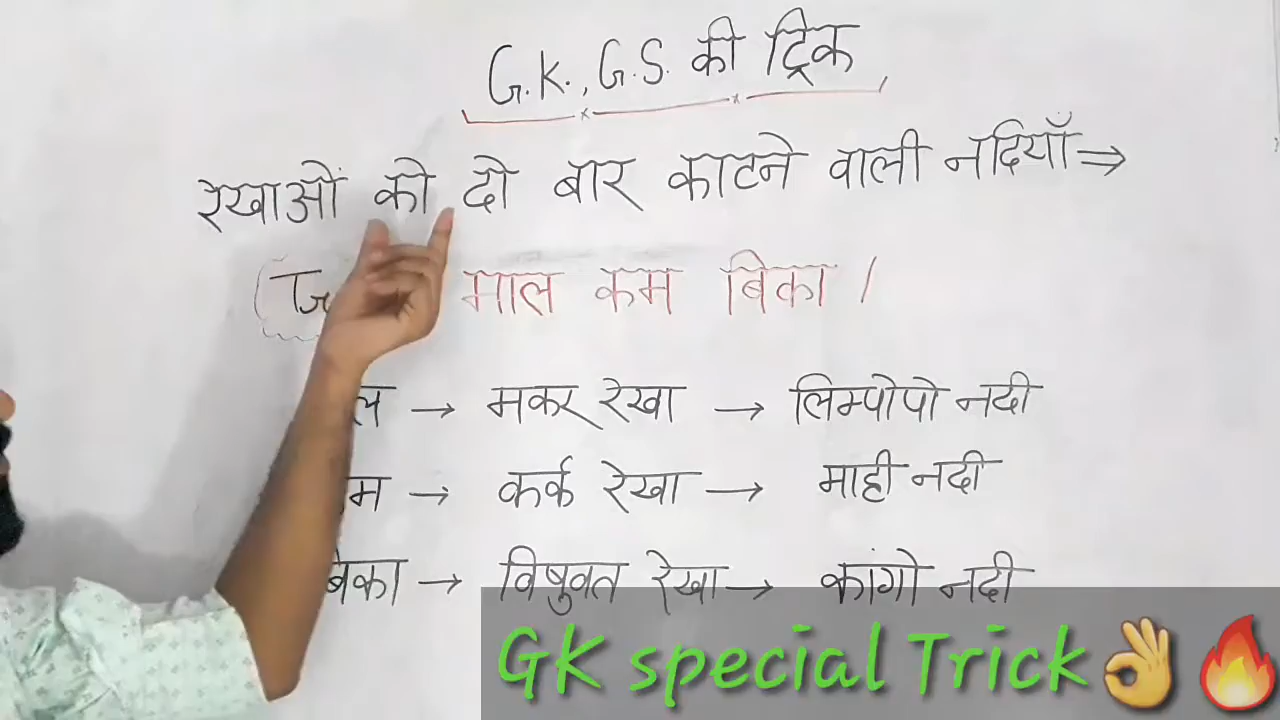 G.K., G.S. की ट्रिक
रेखाओं को दो बार काटने वाली नदियाँ ⇒
माल कम बिका /
→ मकर रेखा → लिम्पोपो नदी
→ कर्क रेखा → माही नदी
→ विषुवत रेखा → कांगो नदी
GK special Trick👌🔥